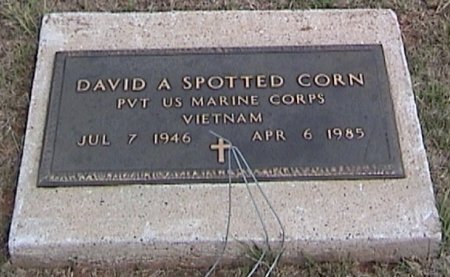 DAVID A SPOTTED CORN
PVT US MARINE CORPS
VIETNAM
JUL 7 1946 APR 6 1985